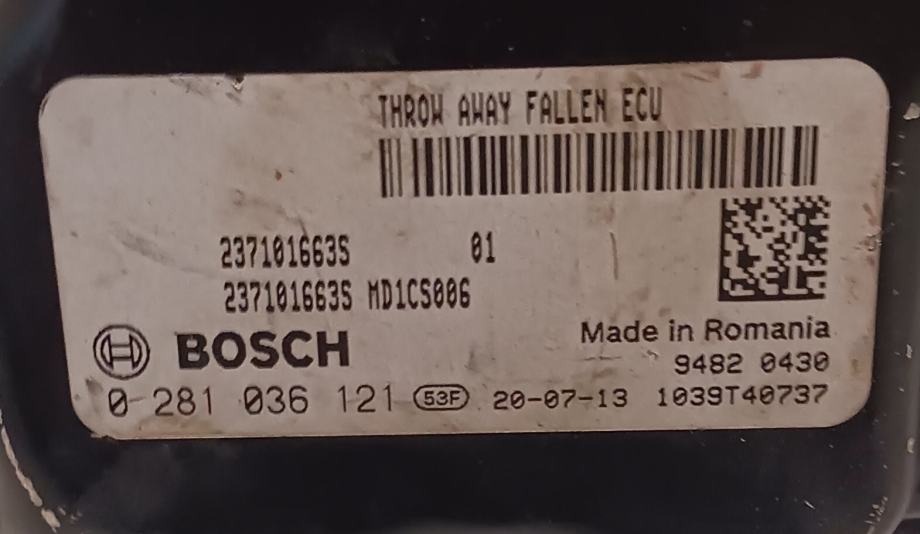 THROW AWAY FALLEN ECU
237101663S 01
237101663S MD1CS006
BOSCH
Made in Romania
9482 0430
0 281 036 121 53F 20-07-13 1039T40737